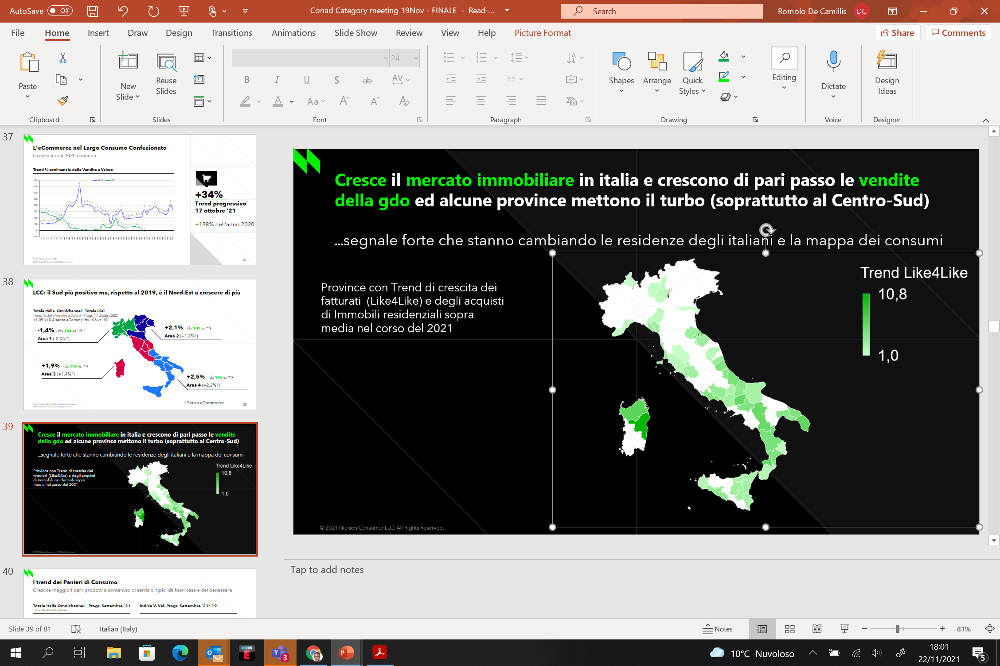 AutoSave Off
Conad Category meeting 19Nov - FINALE - Read-...
Search
Romolo De Camillis DC
File Home Insert Draw Design Transitions Animations Slide Show Review View Help Picture Format
Share Comments
Paste
New Slide
Reuse Slides
24
Shapes
Arrange
Quick Styles
Editing
Dictate
Design Ideas
Clipboard Slides Font Paragraph Drawing Voice Designer
37
L'eCommerce nel Largo Consumo Confezionato
La crescita sul 2020 continua
Trend % settimanale delle Vendite a Valore
2020 2021
400
350
300
250
200
150
100
50
0
-50
+34%
Trend progressivo
17 ottobre '21
+138% nell'anno 2020
37
38
LCC: il Sud più positivo ma, rispetto al 2019, è il Nord-Est a crescere di più
Totale Italia Omnichannel - Totale LCC
Trend % delle Vendite a Valore - Progr. 17 ottobre 2021
+1,0% (+0,4 senza eComm); Idx 106 vs '19
-1,4% - Idx 104 vs '19
Area 1 (-2,0%*)
+2,1% - Idx 108 vs '19
Area 2 (+1,3%*)
+1,9% - Idx 106 vs '19
Area 3 (+1,4%*)
+2,5% - Idx 106 vs '19
Area 4 (+2,2%*)
* Senza eCommerce
38
39
Cresce il mercato immobiliare in italia e crescono di pari passo le vendite
della gdo ed alcune province mettono il turbo (soprattutto al Centro-Sud)
...segnale forte che stanno cambiando le residenze degli italiani e la mappa dei consumi
Province con Trend di crescita dei
fatturati (Like4Like) e degli acquisti
di Immobili residenziali sopra
media nel corso del 2021
Trend Like4Like
10,8
1,0
40
I trend dei Panieri di Consumo
Crescite maggiori per i prodotti a contenuto di servizio, tipici da fuori casa e del benessere
Totale Italia Omnichannel - Progr. Settembre '21
Trend % Vendite Valore
Indice V. Val. Progr. Settembre '21/'19
Cresce il mercato immobiliare in italia e crescono di pari passo le vendite
della gdo ed alcune province mettono il turbo (soprattutto al Centro-Sud)
...segnale forte che stanno cambiando le residenze degli italiani e la mappa dei consumi
Province con Trend di crescita dei
fatturati (Like4Like) e degli acquisti
di Immobili residenziali sopra
media nel corso del 2021
Trend Like4Like
10,8
1,0
© 2021 Nielsen Consumer LLC. All Rights Reserved.
Tap to add notes
Slide 39 of 81 Italian (Italy) Notes 81%
10°C Nuvoloso
18:01
22/11/2021
5